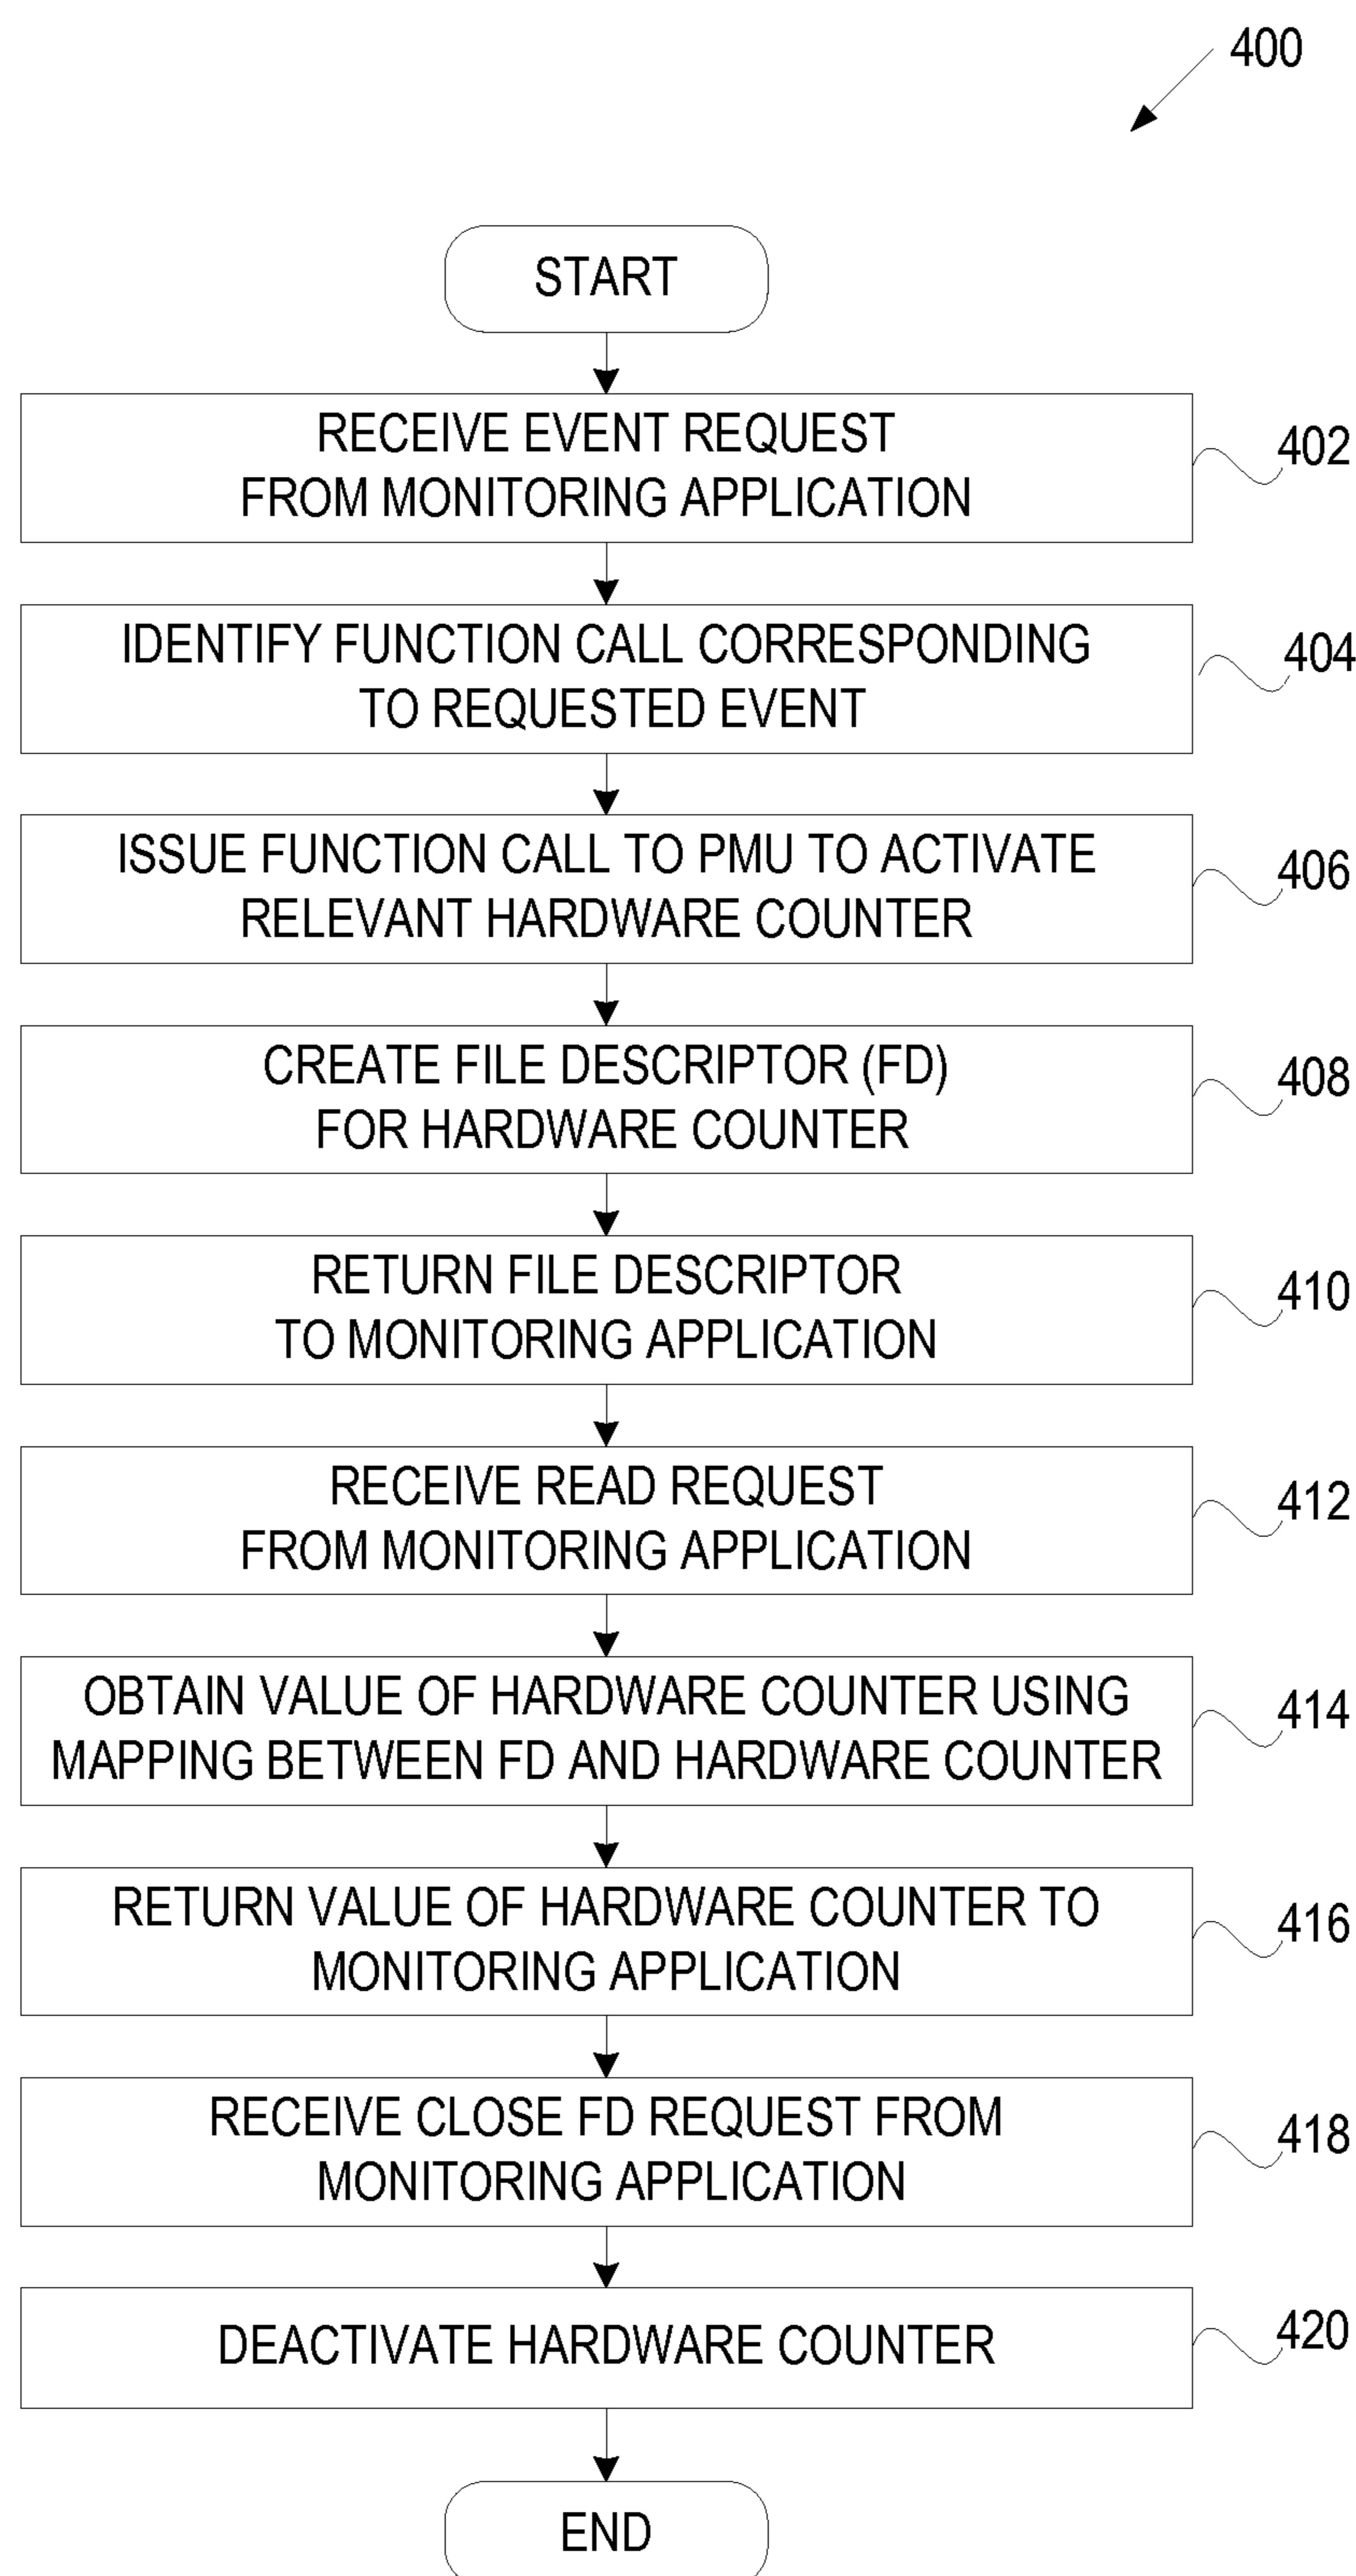 400
START
RECEIVE EVENT REQUEST
FROM MONITORING APPLICATION
402
IDENTIFY FUNCTION CALL CORRESPONDING
TO REQUESTED EVENT
404
ISSUE FUNCTION CALL TO PMU TO ACTIVATE
RELEVANT HARDWARE COUNTER
406
CREATE FILE DESCRIPTOR (FD)
FOR HARDWARE COUNTER
408
RETURN FILE DESCRIPTOR
TO MONITORING APPLICATION
410
RECEIVE READ REQUEST
FROM MONITORING APPLICATION
412
OBTAIN VALUE OF HARDWARE COUNTER USING
MAPPING BETWEEN FD AND HARDWARE COUNTER
414
RETURN VALUE OF HARDWARE COUNTER TO
MONITORING APPLICATION
416
RECEIVE CLOSE FD REQUEST FROM
MONITORING APPLICATION
418
DEACTIVATE HARDWARE COUNTER
420
END